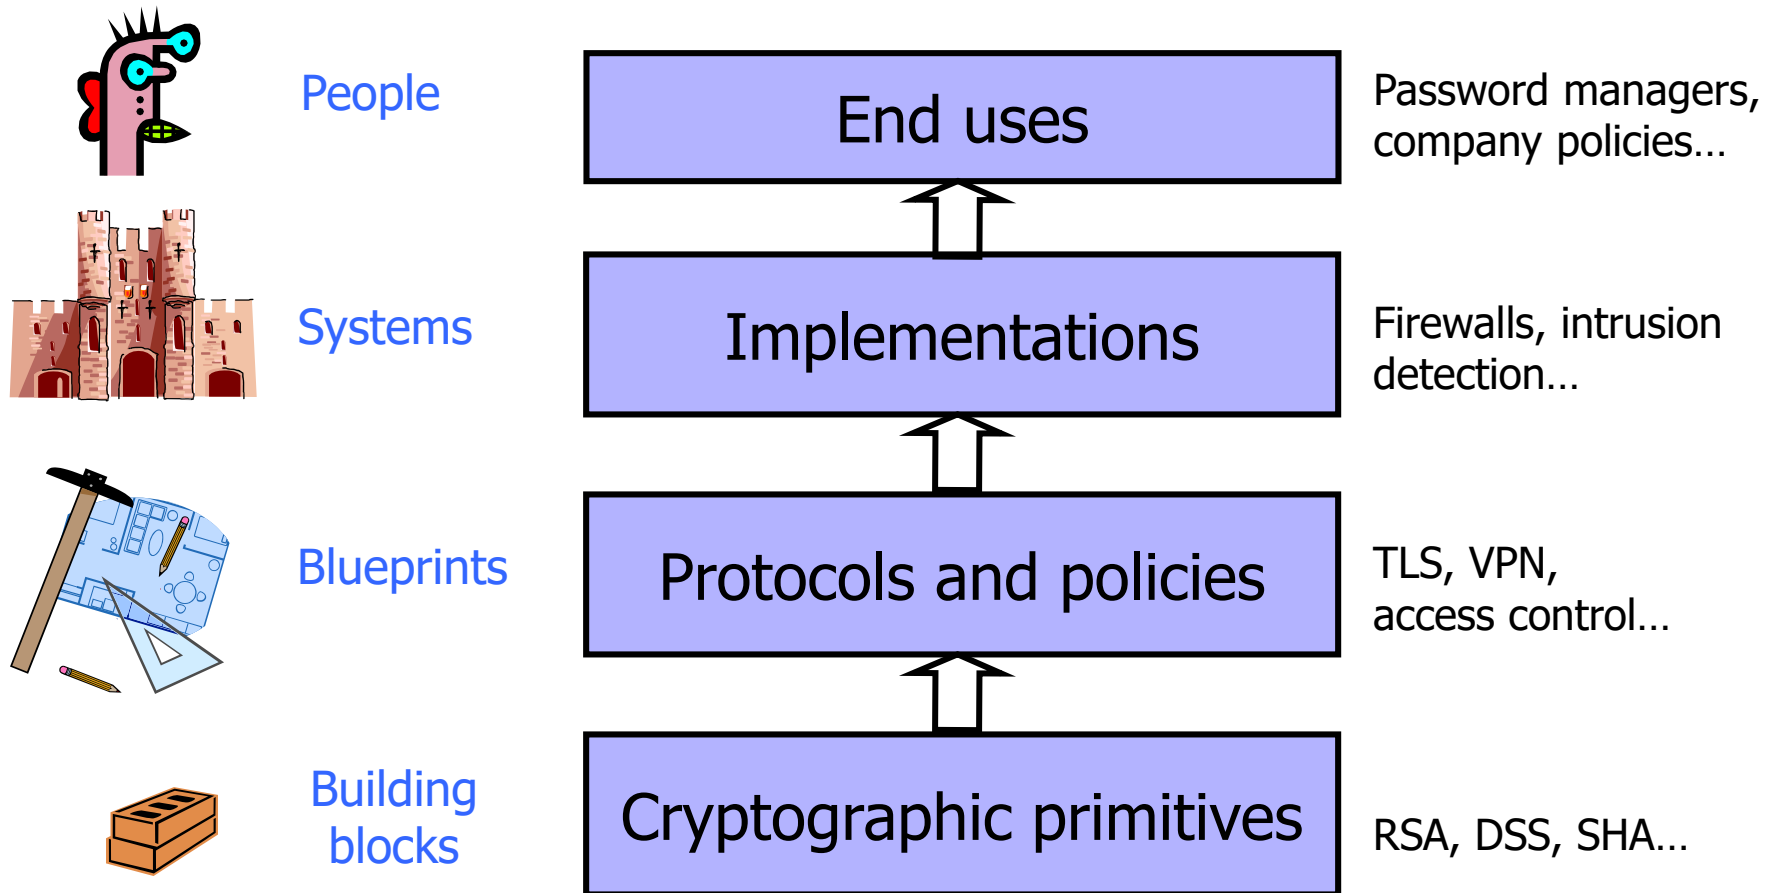 People
End uses
Password managers,
company policies…
Systems
Implementations
Firewalls, intrusion
detection…
Blueprints
Protocols and policies
TLS, VPN,
access control…
Building
blocks
Cryptographic primitives
RSA, DSS, SHA…